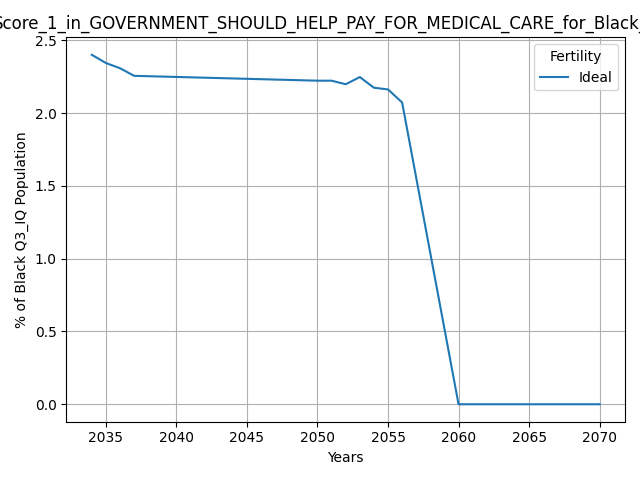 Score_1_in_GOVERNMENT_SHOULD_HELP_PAY_FOR_MEDICAL_CARE_for_Black_
Fertility
Ideal
% of Black Q3_IQ Population
2.5
2.0
1.5
1.0
0.5
0.0
2035 2040 2045 2050 2055 2060 2065 2070
Years